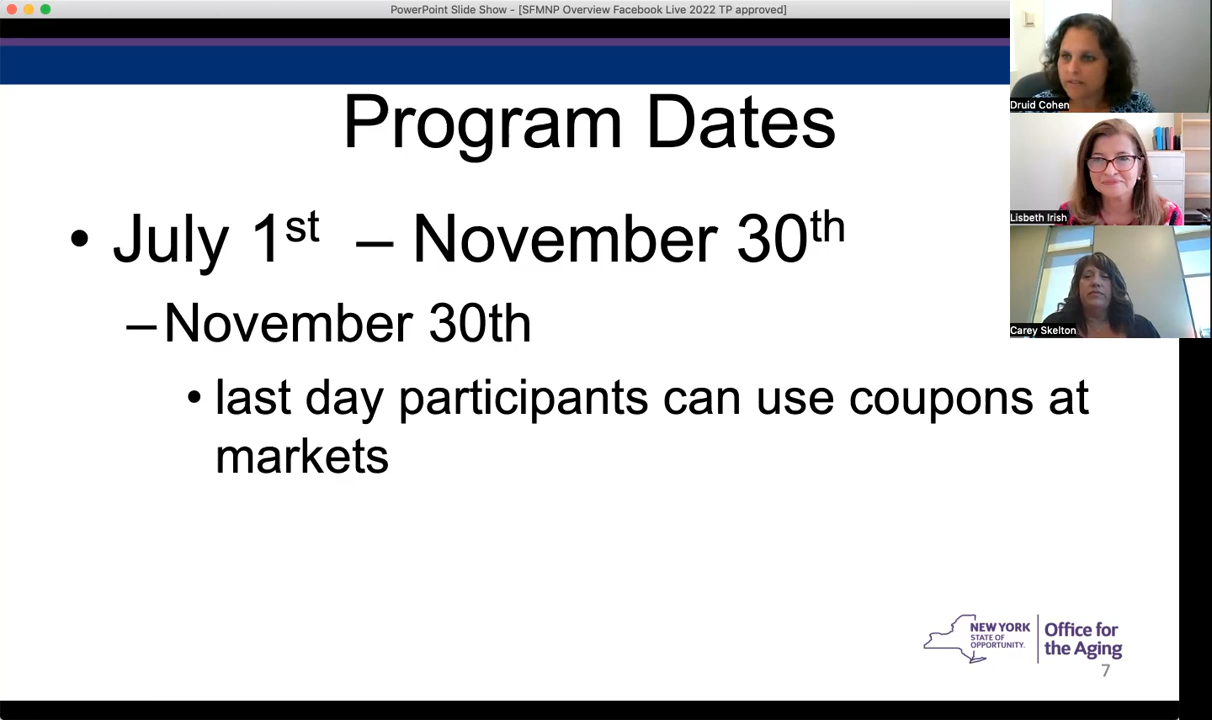 PowerPoint Slide Show - [SFMNP Overview Facebook Live 2022 TP approved]
Program Dates
• July 1st – November 30th
–November 30th
• last day participants can use coupons at
markets
Druid Cohen
Lisbeth Irish
Carey Skelton
NEW YORK
STATE OF
OPPORTUNITY.
Office for
the Aging
7